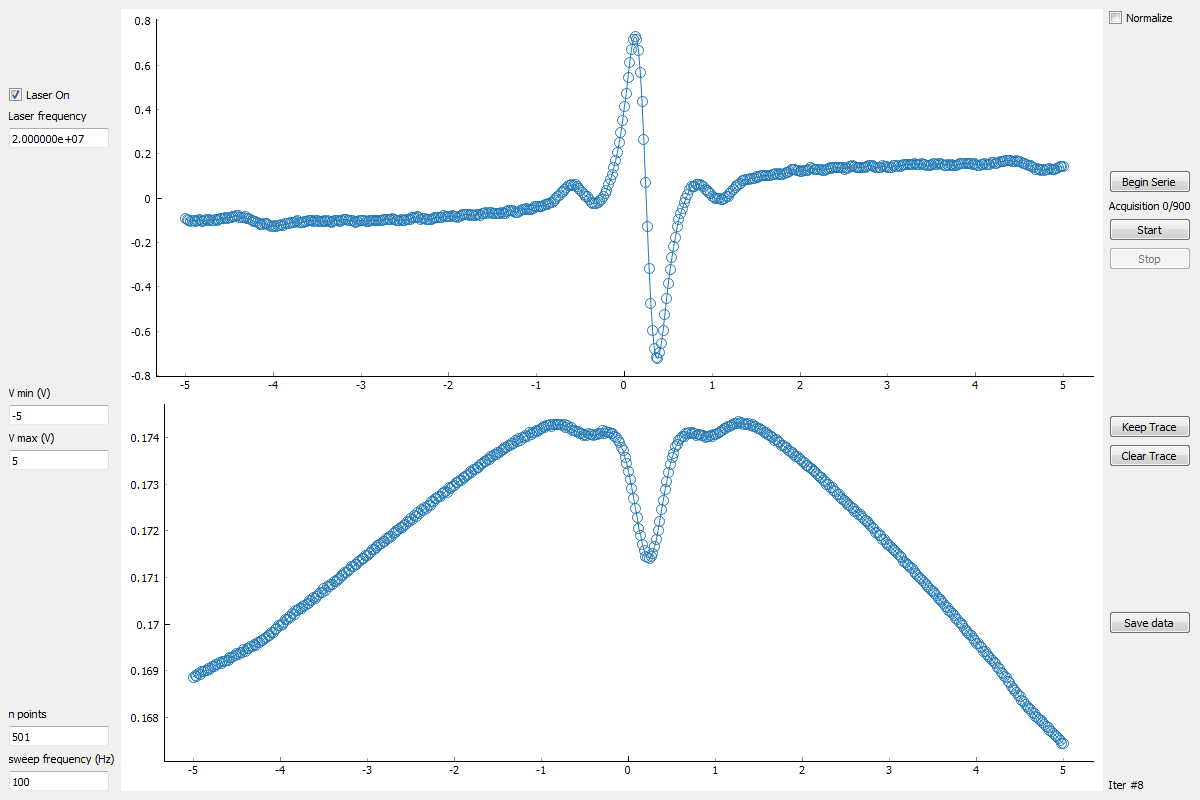 Laser On
Laser frequency
2.000000e+07
V min (V)
-5
V max (V)
5
n points
501
sweep frequency (Hz)
100
0.8
0.6
0.4
0.2
0
-0.2
-0.4
-0.6
-0.8
-5 -4 -3 -2 -1 0 1 2 3 4 5
0.174
0.173
0.172
0.171
0.17
0.169
0.168
-5 -4 -3 -2 -1 0 1 2 3 4 5
Normalize
Begin Serie
Acquisition 0/900
Start
Stop
Keep Trace
Clear Trace
Save data
Iter #8